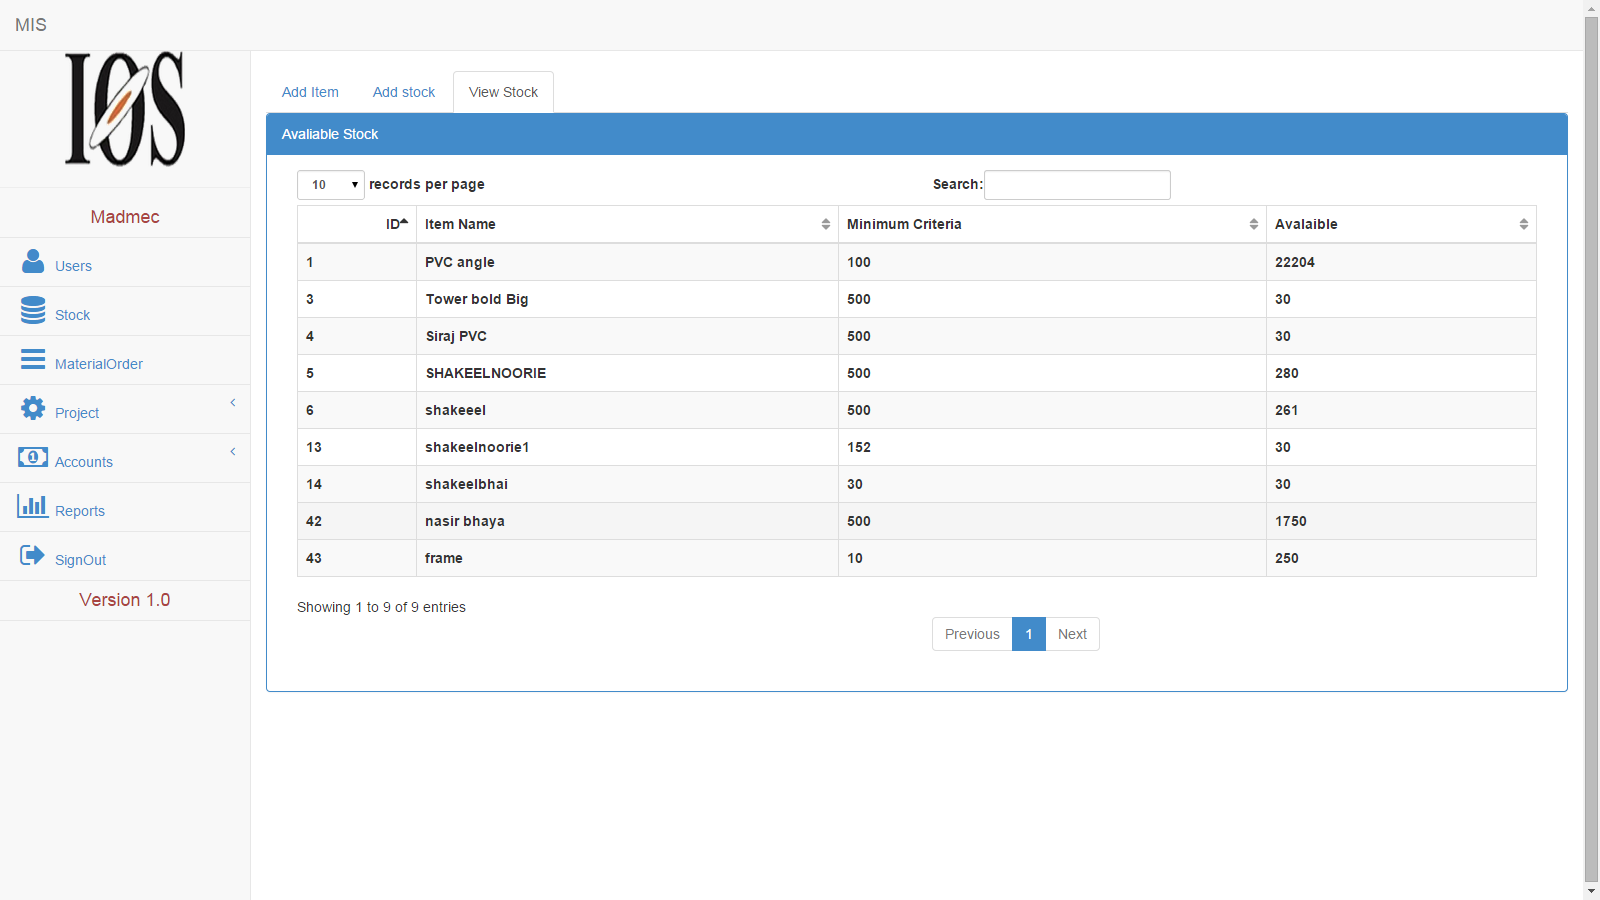 MIS
IOS
Madmec
Users
Stock
MaterialOrder
Project
Accounts
Reports
SignOut
Version 1.0
Add Item Add stock View Stock
Avaliable Stock
10 records per page Search:
ID Item Name Minimum Criteria Avalaible
1 PVC angle 100 22204
3 Tower bold Big 500 30
4 Siraj PVC 500 30
5 SHAKEELNOORIE 500 280
6 shakeeel 500 261
13 shakeelnoorie1 152 30
14 shakeelbhai 30 30
42 nasir bhaya 500 1750
43 frame 10 250
Showing 1 to 9 of 9 entries
Previous 1 Next